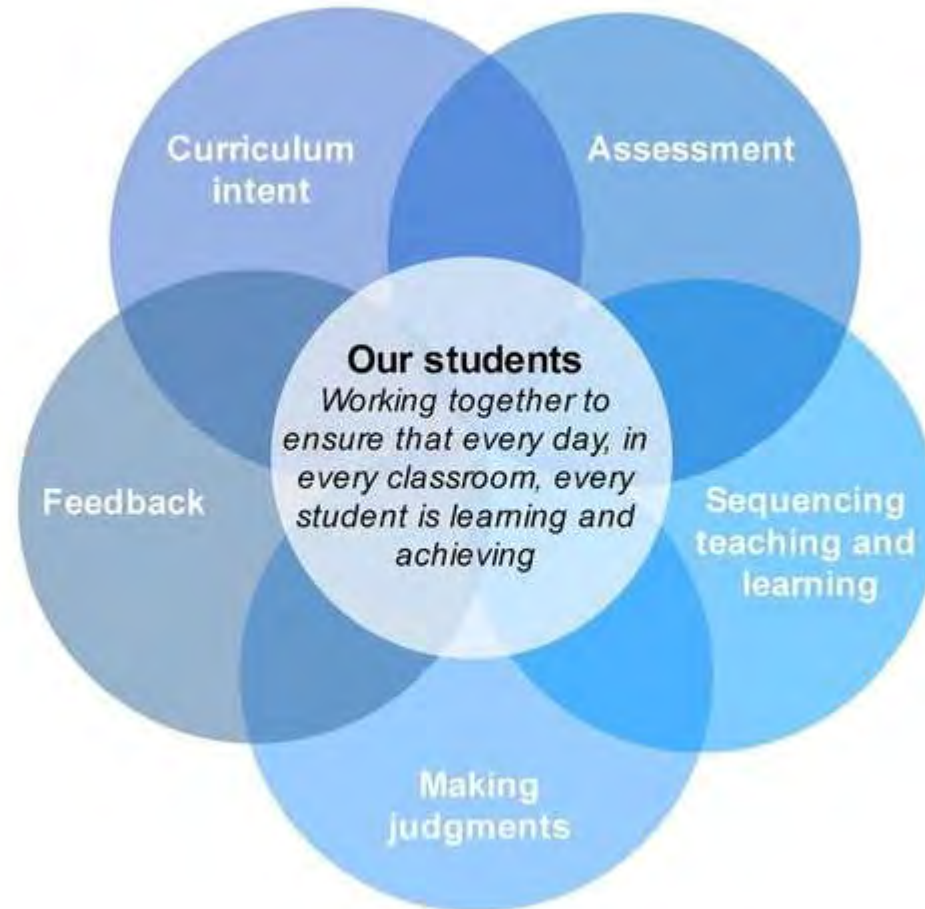 Curriculum
intent
Assessment
Our students
Working together to
ensure that every day, in
every classroom, every
student is learning and
achieving
Feedback
Sequencing
teaching and
learning
Making
judgments